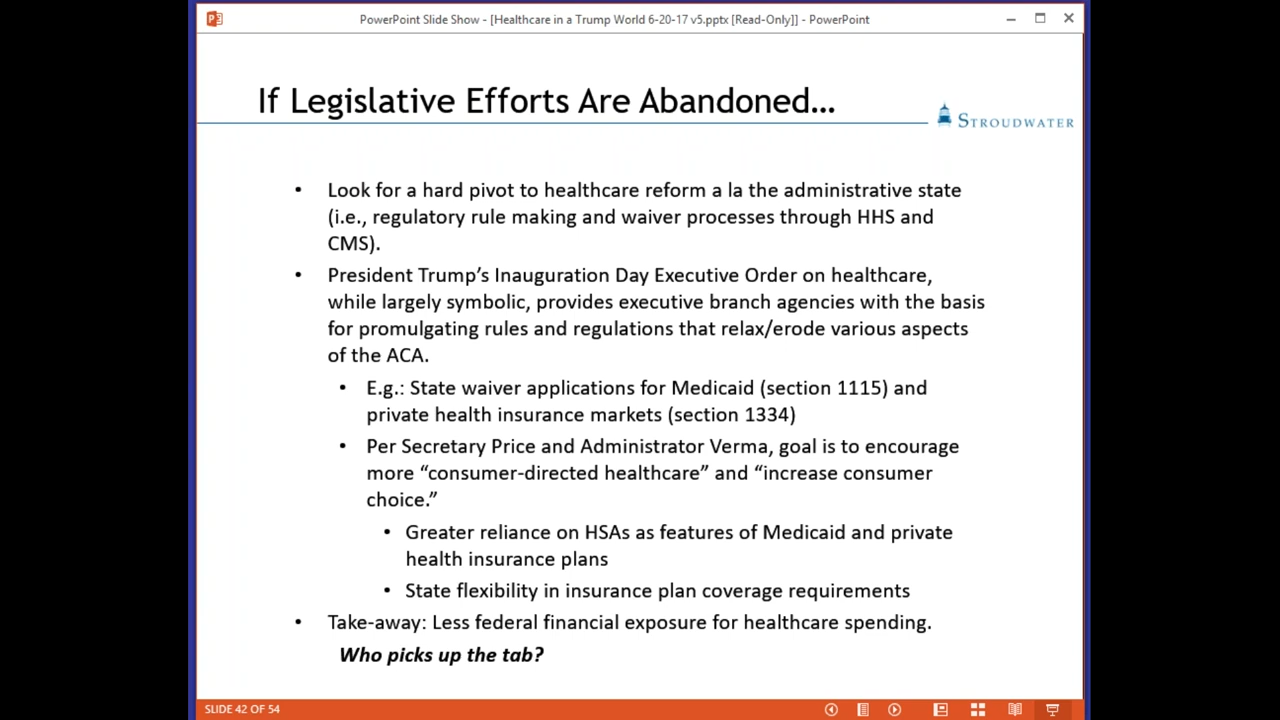 PowerPoint Slide Show - [Healthcare in a Trump World 6-20-17 v5.pptx [Read-Only]] - PowerPoint
If Legislative Efforts Are Abandoned...
STROUDWATER
• Look for a hard pivot to healthcare reform a la the administrative state
(i.e., regulatory rule making and waiver processes through HHS and
CMS).
• President Trump's Inauguration Day Executive Order on healthcare,
while largely symbolic, provides executive branch agencies with the basis
for promulgating rules and regulations that relax/erode various aspects
of the ACA.
• E.g.: State waiver applications for Medicaid (section 1115) and
private health insurance markets (section 1334)
• Per Secretary Price and Administrator Verma, goal is to encourage
more “consumer-directed healthcare” and “increase consumer
choice.”
• Greater reliance on HSAs as features of Medicaid and private
health insurance plans
• State flexibility in insurance plan coverage requirements
• Take-away: Less federal financial exposure for healthcare spending.
Who picks up the tab?
SLIDE 42 OF 54